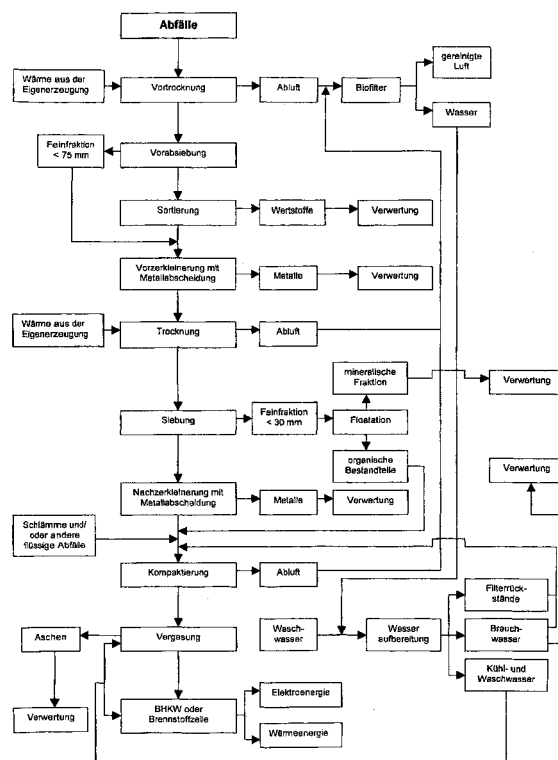 Abfälle
Wärme aus der
Eigenerzeugung
Vortrocknung
Abluft
Biofilter
gereinigte
Luft
Wasser
Feinfraktion
< 75 mm
Vorabsiebung
Sortierung
Wertstoffe
Verwertung
Vorzerkleinerung mit
Metallabscheidung
Metalle
Verwertung
Wärme aus der
Eigenerzeugung
Trocknung
Abluft
mineralische
Fraktion
Verwertung
Siebung
Feinfraktion
< 30 mm
Floatation
organische
Bestandteile
Verwertung
Nachzerkleinerung mit
Metallabscheidung
Metalle
Verwertung
Schlämme und/
oder andere
flüssige Abfälle
Kompaktierung
Abluft
Filterrück-
stände
Aschen
Vergasung
Wasch-
wasser
Wasser
aufbereitung
Brauch-
wasser
Kühl- und
Waschwasser
Verwertung
BHKW oder
Brennstoffzelle
Elektroenergie
Wärmeenergie